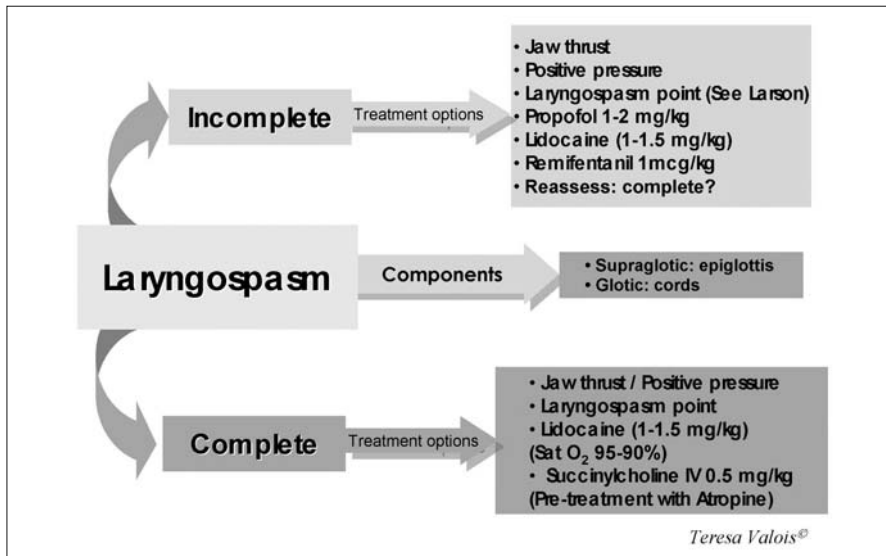 • Jaw thrust
• Positive pressure
• Laryngospasm point (See Larson)
• Propofol 1-2 mg/kg
• Lidocaine (1-1.5 mg/kg)
• Remifentanil 1mcg/kg
• Reassess: complete?
Incomplete
Treatment options
Laryngospasm
Components
• Supraglotic: epiglottis
• Glotic: cords
Complete
Treatment options
• Jaw thrust / Positive pressure
• Laryngospasm point
• Lidocaine (1-1.5 mg/kg)
(Sat O₂ 95-90%)
• Succinylcholine IV 0.5 mg/kg
(Pre-treatment with Atropine)
Teresa Valois©